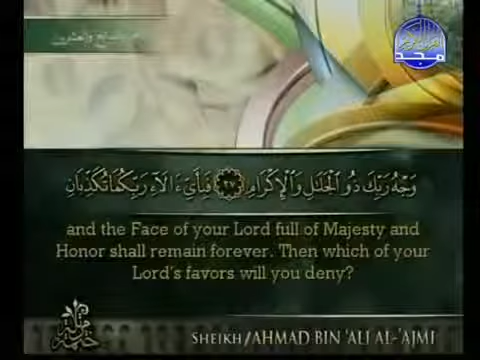 وَجْهُ رَبِّكَ ذُو الْجَلَالِ وَالْإِكْرَامِ ٢٧ فَبِأَيِّ آلَاءِ رَبِّكُمَا تُكَذِّبَانِ
and the Face of your Lord full of Majesty and
Honor shall remain forever. Then which of your
Lord's favors will you deny?
SHEIKH/AHMAD BIN 'ALI AL-'AJMI